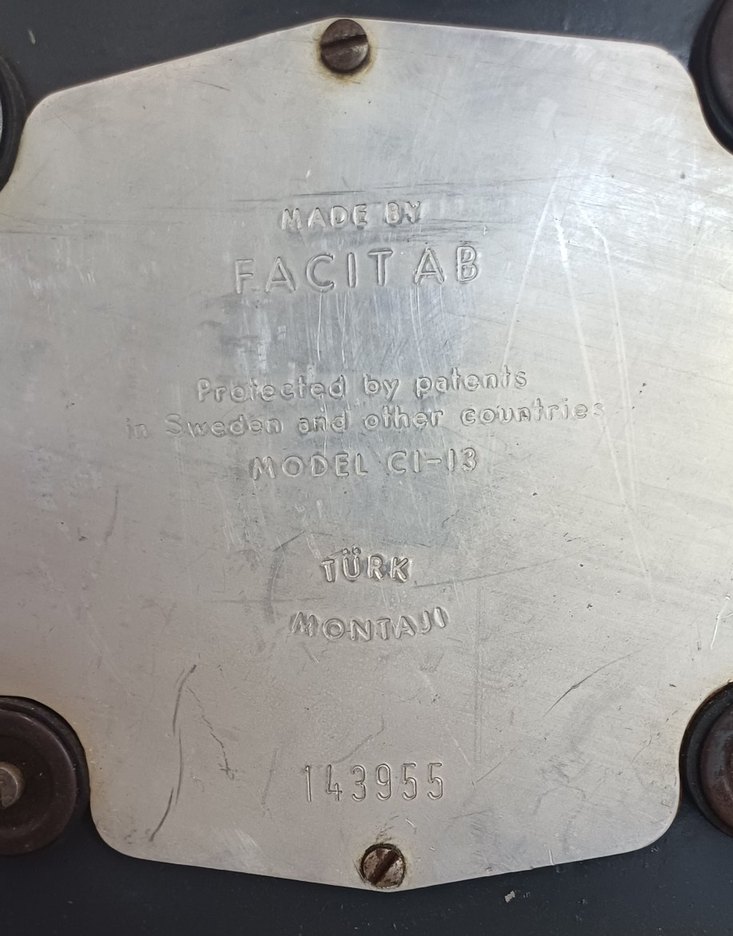 MADE BY
FACIT AB
Protected by patents
in Sweden and other countries
MODEL C1-13
TÜRK
MONTAJI
143955